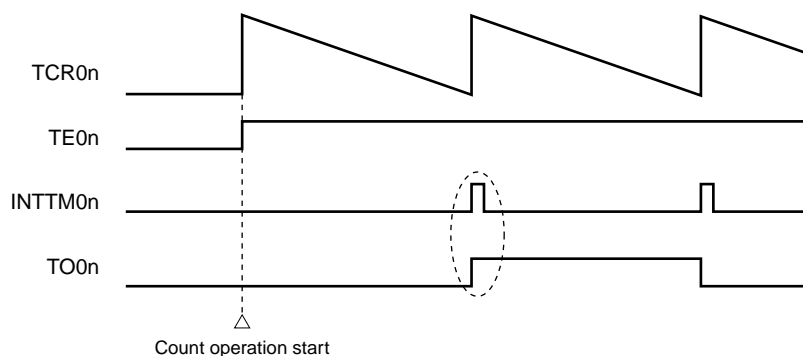 TCR0n
TE0n
INTTM0n
TO0n
Count operation start